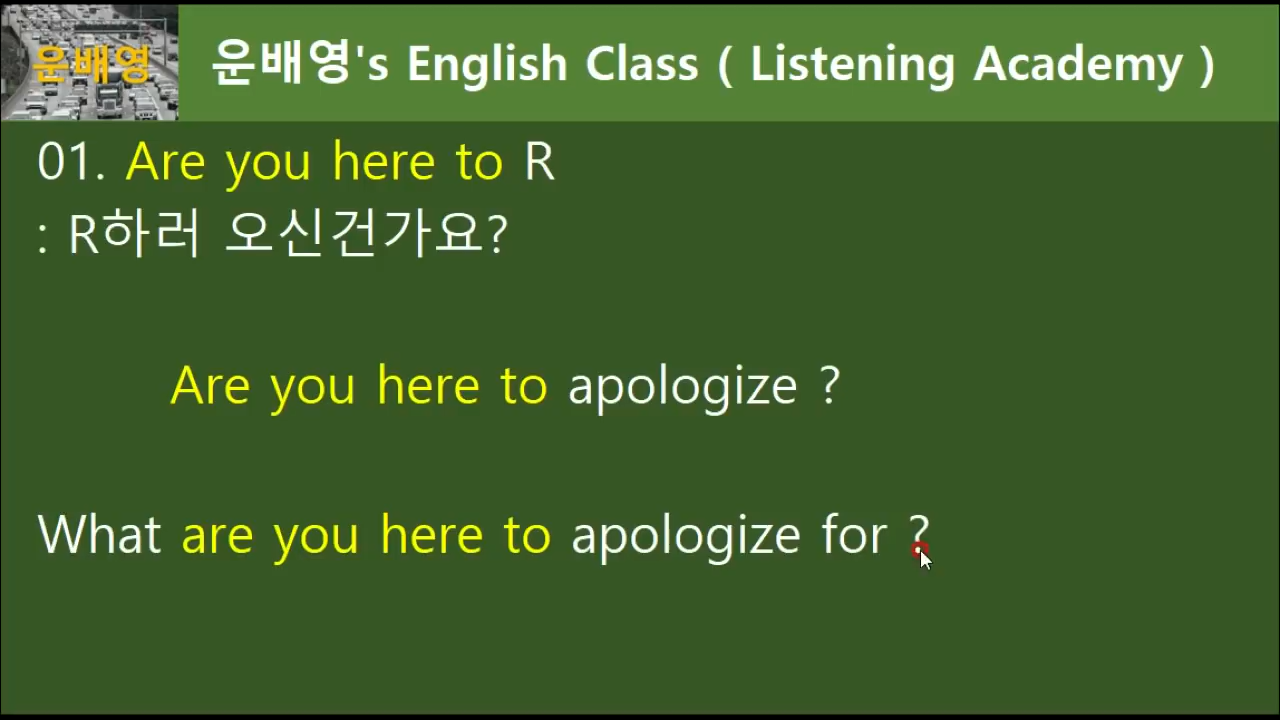 운배영
운배영's English Class ( Listening Academy )
01. Are you here to R
: R하러 오신건가요?
Are you here to apologize ?
What are you here to apologize for ?